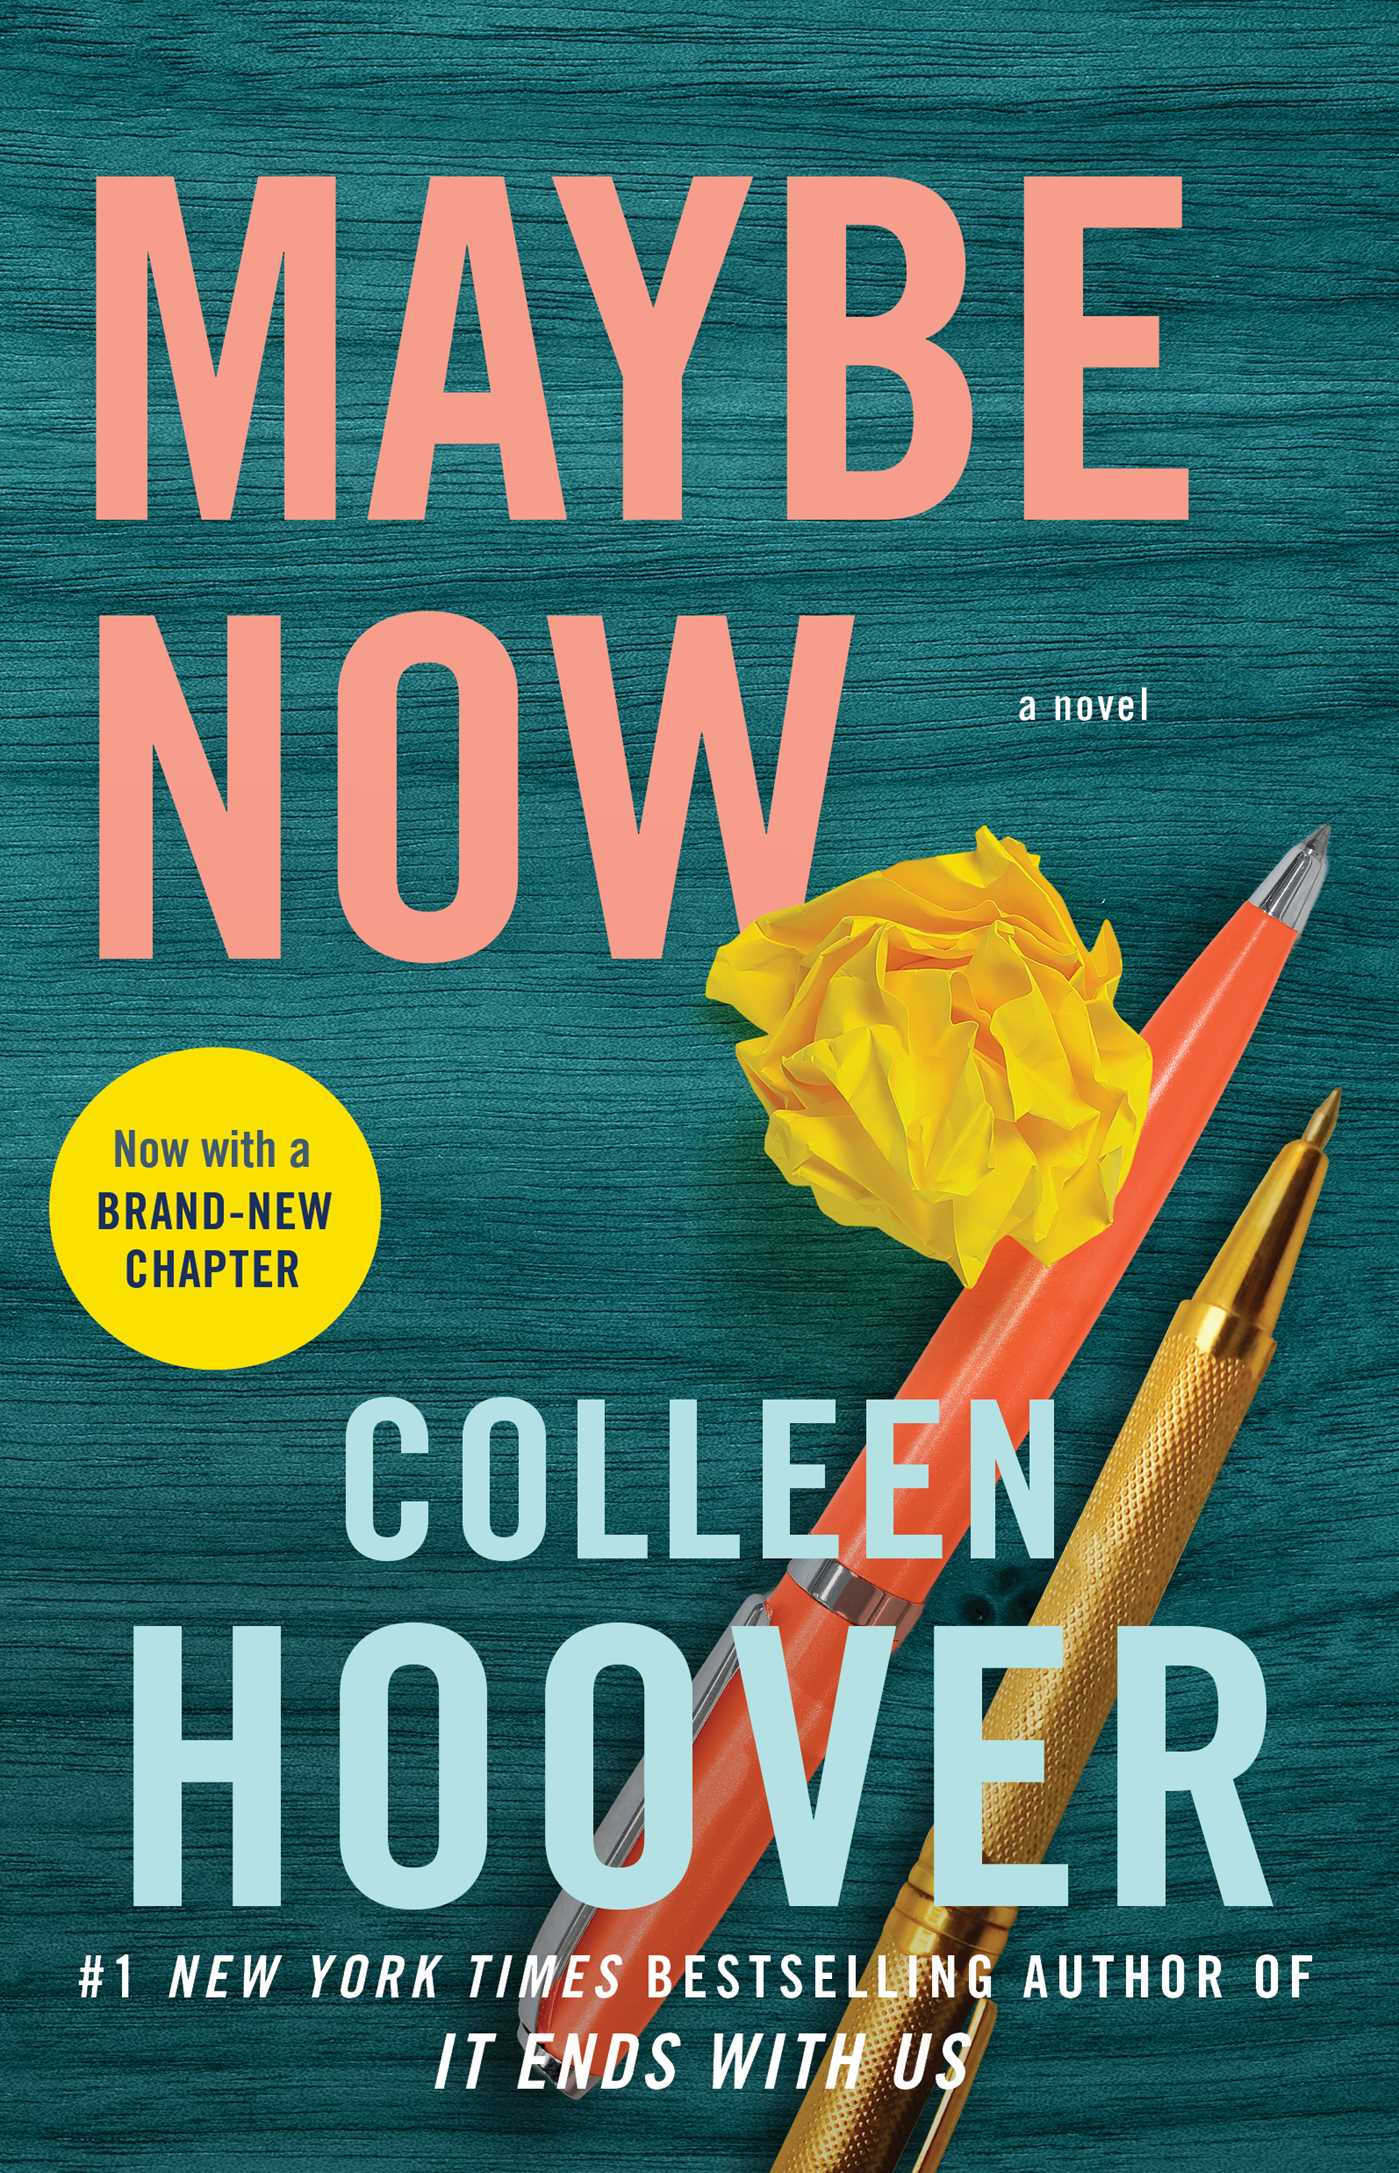 MAYBE
NOW
a novel
Now with a
BRAND-NEW
CHAPTER
COLLEEN
HOOVER
#1 NEW YORK TIMES BESTSELLING AUTHOR OF
IT ENDS WITH US